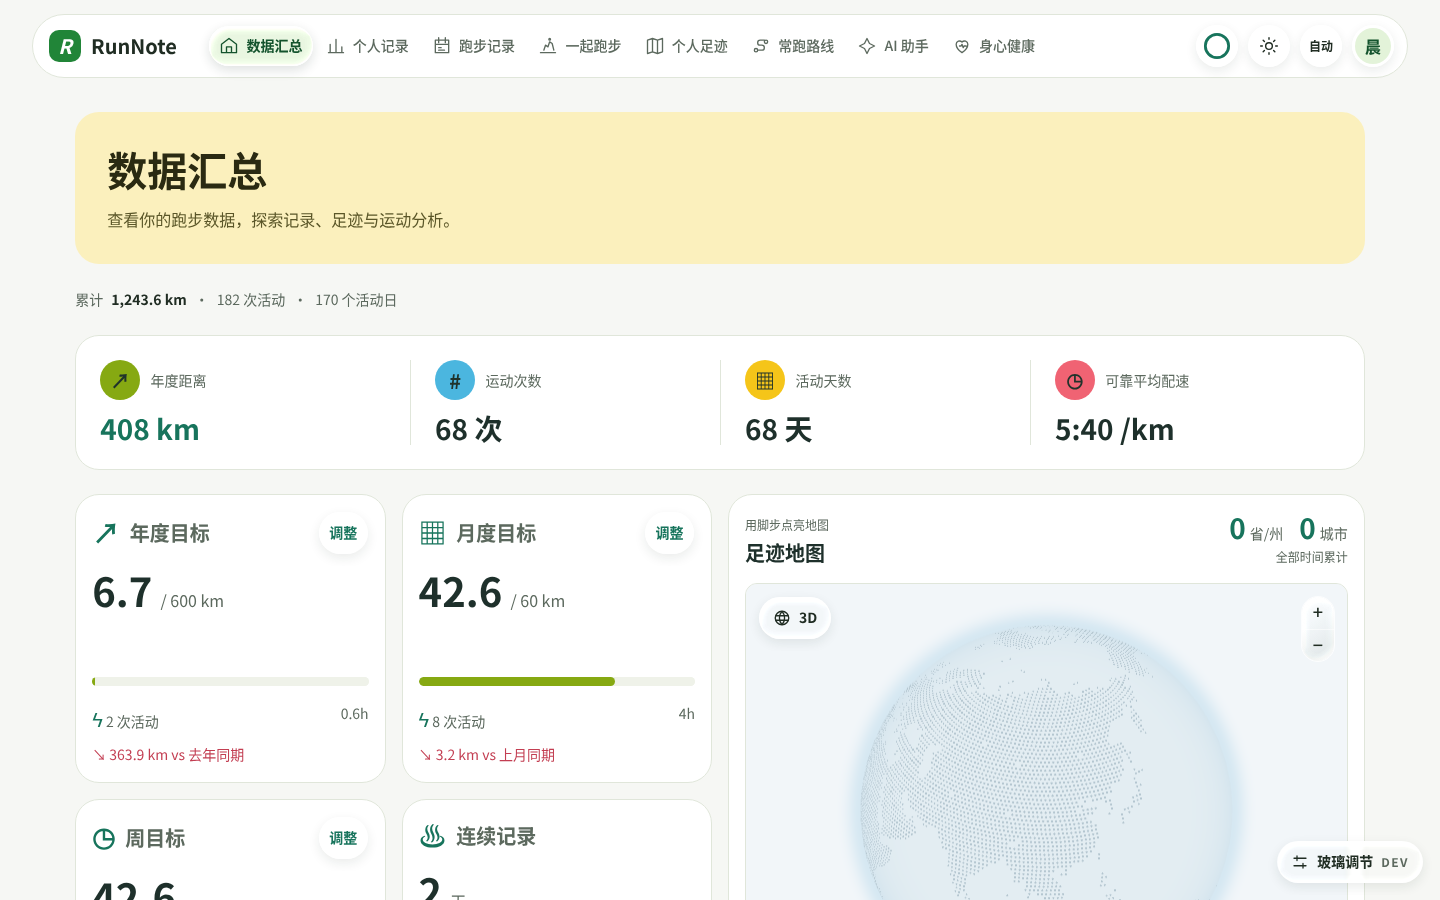 R RunNote 数据汇总 个人记录 跑步记录 一起跑步 个人足迹 常跑路线 AI 助手 身心健康 自动 晨
数据汇总
查看你的跑步数据，探索记录、足迹与运动分析。
累计 1,243.6 km • 182 次活动 • 170 个活动日
年度距离
408 km
# 运动次数
68 次
活动天数
68 天
可靠平均配速
5:40 /km
年度目标 调整
6.7 / 600 km
2 次活动 0.6h
↘ 363.9 km vs 去年同期
月度目标 调整
42.6 / 60 km
8 次活动 4h
↘ 3.2 km vs 上月同期
用脚步点亮地图
足迹地图
0 省/州 0 城市
全部时间累计
3D
+
−
周目标 调整
42.6
连续记录
2 天
玻璃调节 DEV